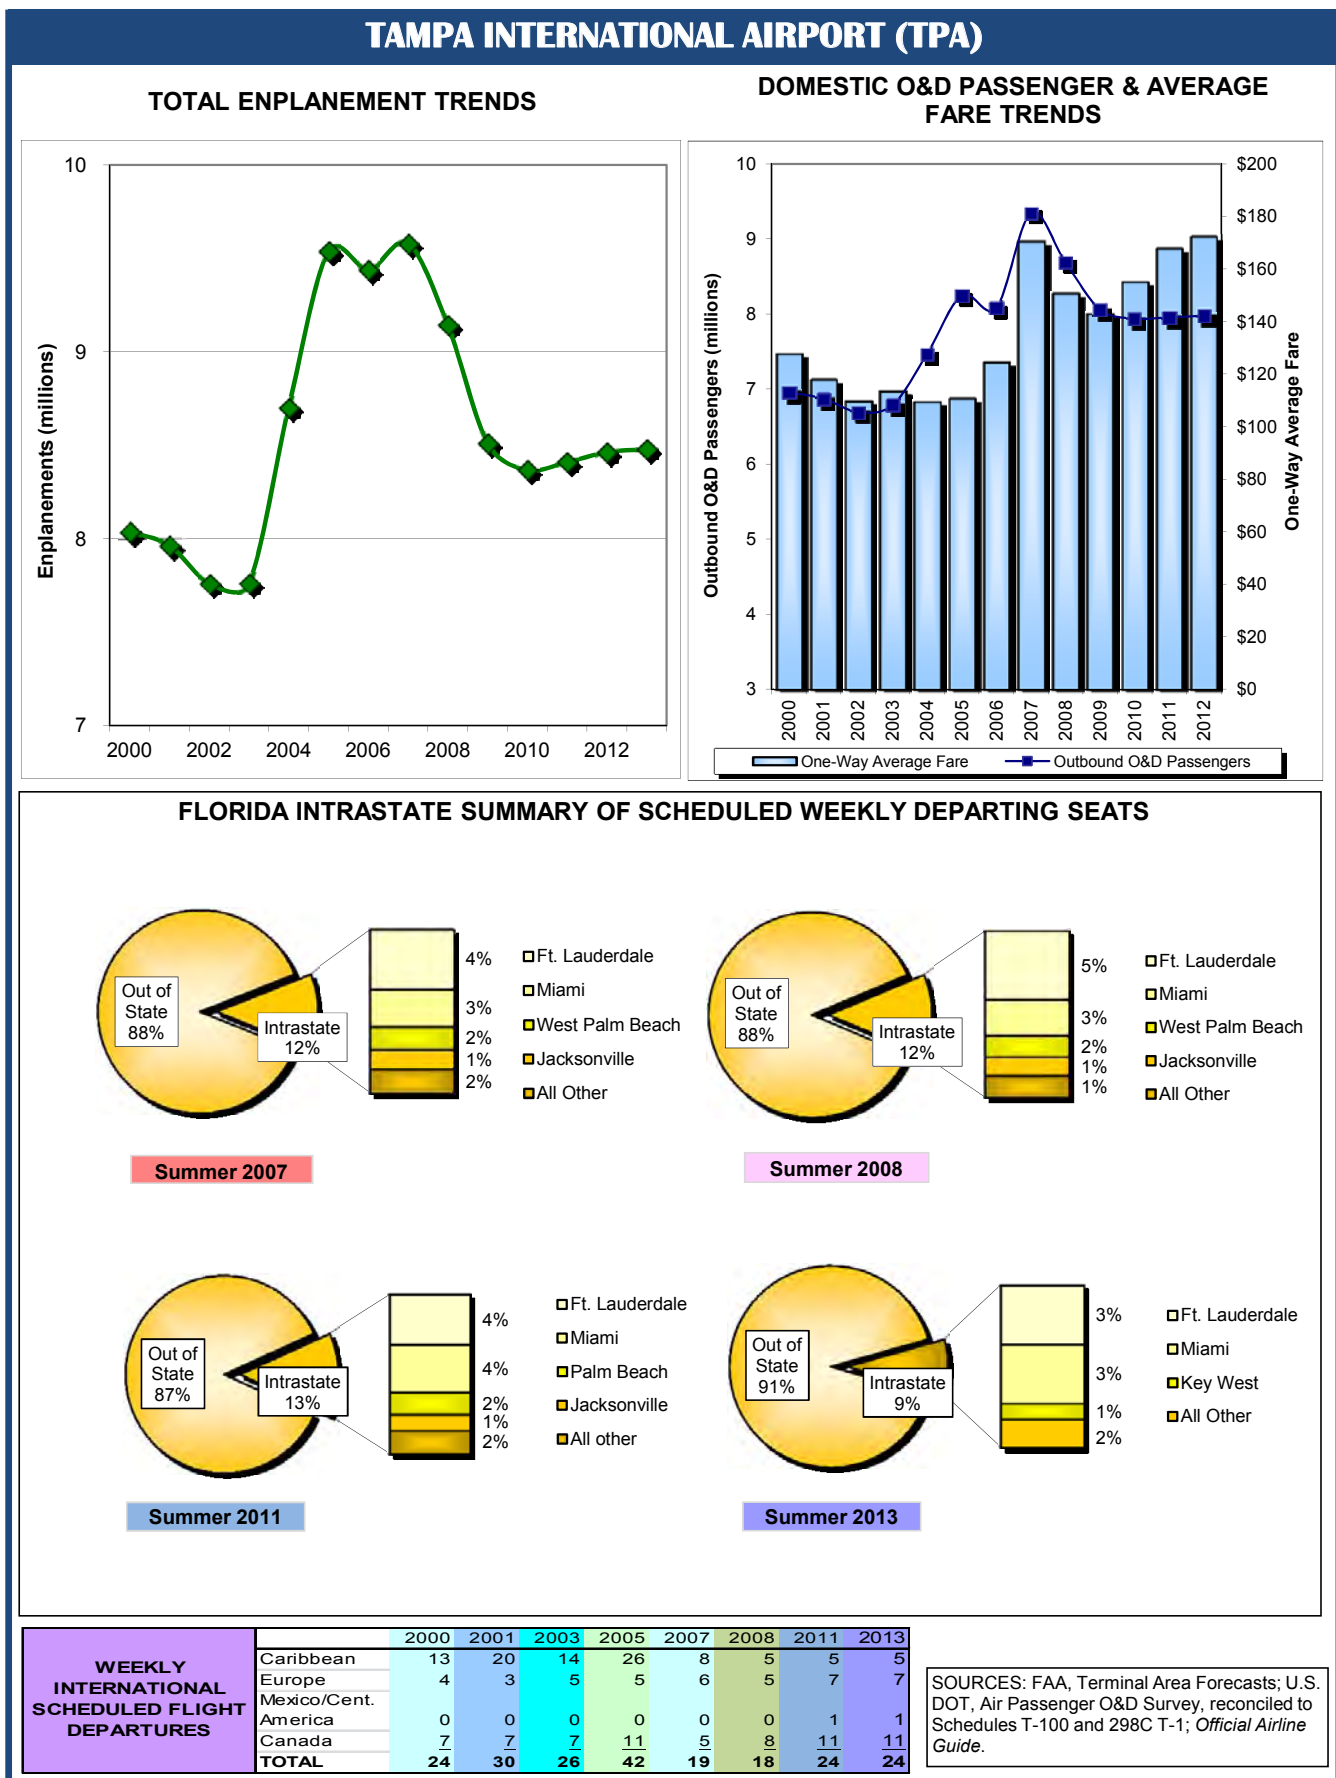 TAMPA INTERNATIONAL AIRPORT (TPA)
TOTAL ENPLANEMENT TRENDS
10
9
8
7
Enplanements (millions)
2000 2002 2004 2006 2008 2010 2012
DOMESTIC O&D PASSENGER & AVERAGE
FARE TRENDS
10
9
8
7
6
5
4
3
Outbound O&D Passengers (millions)
$200
$180
$160
$140
$120
$100
$80
$60
$40
$20
$0
One-Way Average Fare
2000 2001 2002 2003 2004 2005 2006 2007 2008 2009 2010 2011 2012
One-Way Average Fare Outbound O&D Passengers
FLORIDA INTRASTATE SUMMARY OF SCHEDULED WEEKLY DEPARTING SEATS
Out of
State
88%
Intrastate
12%
4%
3%
2%
1%
2%
Ft. Lauderdale
Miami
West Palm Beach
Jacksonville
All Other
Summer 2007
Out of
State
88%
Intrastate
12%
5%
3%
2%
1%
1%
Ft. Lauderdale
Miami
West Palm Beach
Jacksonville
All Other
Summer 2008
Out of
State
87%
Intrastate
13%
4%
4%
2%
1%
2%
Ft. Lauderdale
Miami
Palm Beach
Jacksonville
All other
Summer 2011
Out of
State
91%
Intrastate
9%
3%
3%
1%
2%
Ft. Lauderdale
Miami
Key West
All Other
Summer 2013
WEEKLY
INTERNATIONAL
SCHEDULED FLIGHT
DEPARTURES
2000 2001 2003 2005 2007 2008 2011 2013
Caribbean 13 20 14 26 8 5 5 5
Europe 4 3 5 5 6 5 7 7
Mexico/Cent.
America 0 0 0 0 0 0 1 1
Canada 7 7 7 11 5 8 11 11
TOTAL 24 30 26 42 19 18 24 24
SOURCES: FAA, Terminal Area Forecasts; U.S.
DOT, Air Passenger O&D Survey, reconciled to
Schedules T-100 and 298C T-1; Official Airline
Guide.